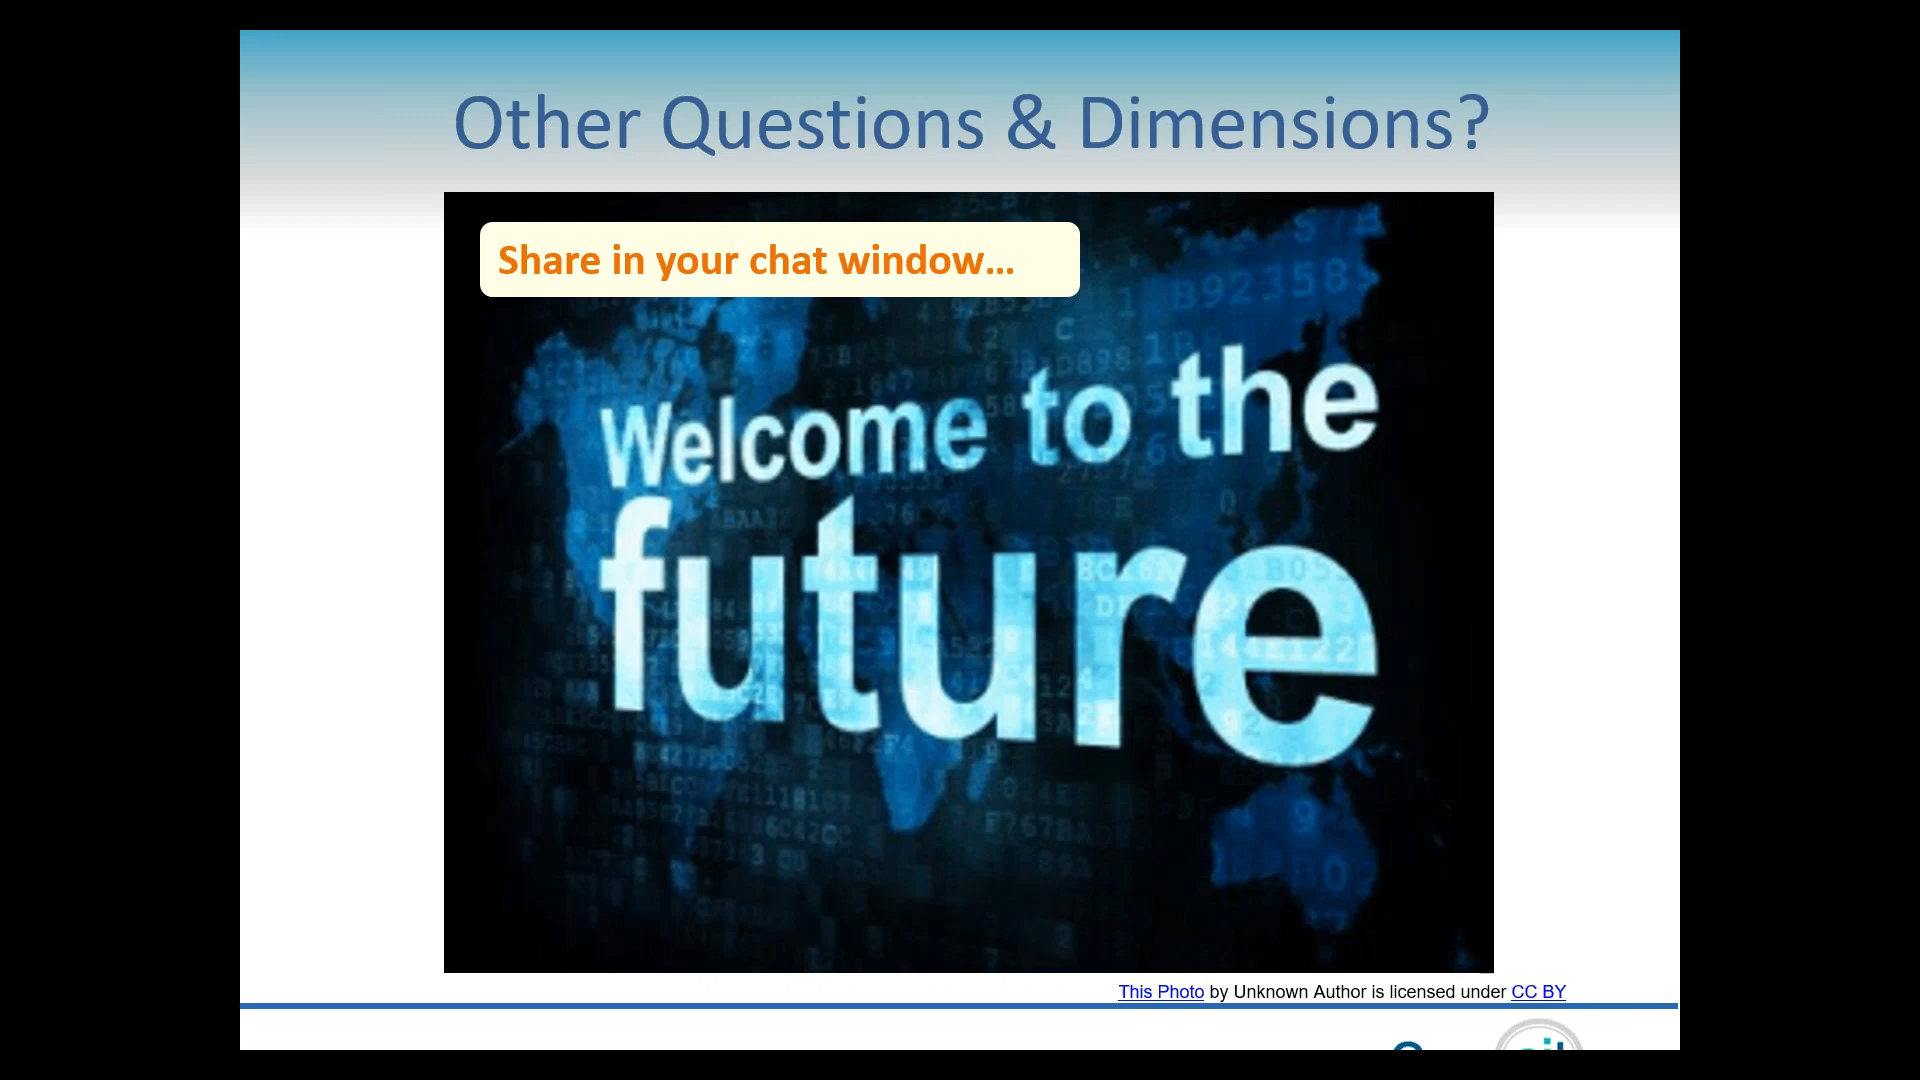 Other Questions & Dimensions?
Share in your chat window...
Welcome to the
future
This Photo by Unknown Author is licensed under CC BY